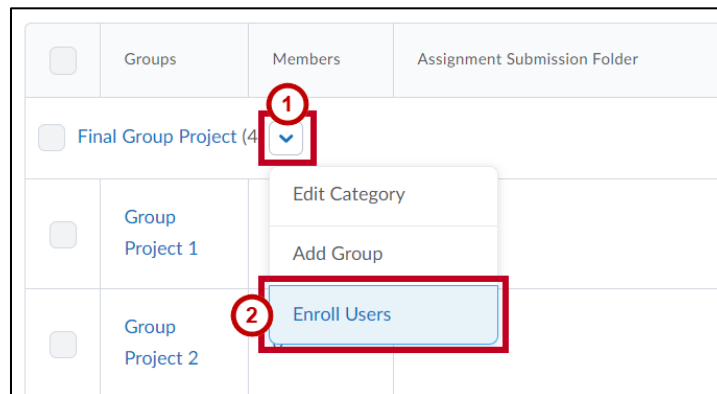 Groups Members Assignment Submission Folder
1
Final Group Project (4
Edit Category
Group
Project 1
Add Group
2 Enroll Users
Group
Project 2